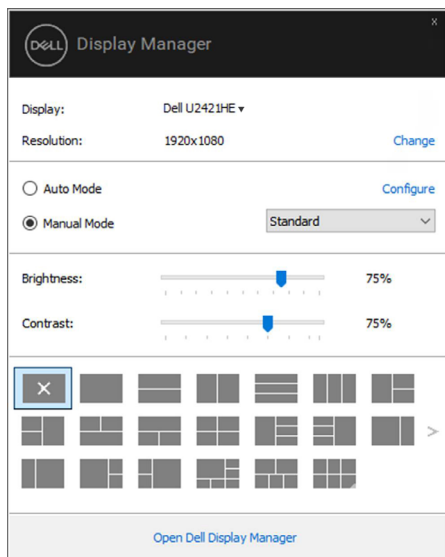 x
DELL Display Manager
Display: Dell U2421HE ▾
Resolution: 1920x1080 Change
Auto Mode Configure
Manual Mode Standard
Brightness: 75%
Contrast: 75%
Open Dell Display Manager